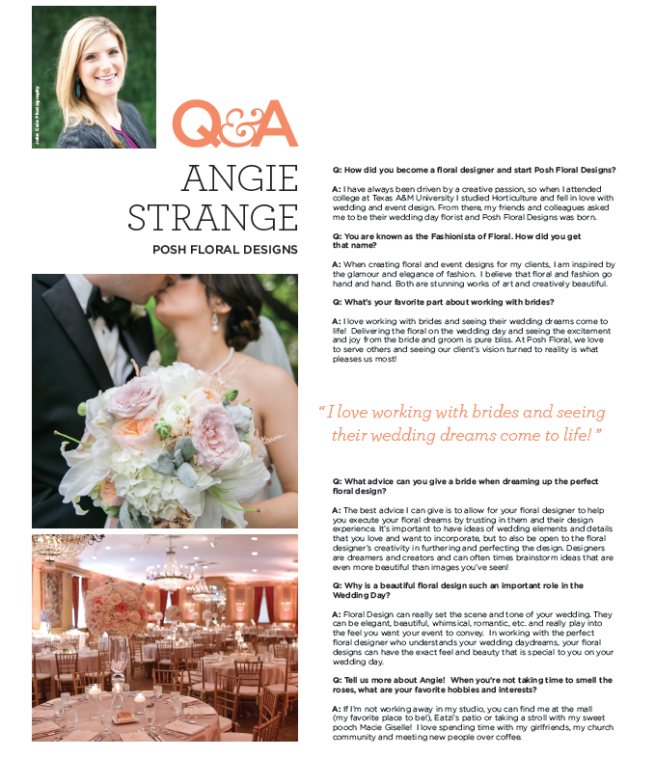 John Cain Photography
Q&A
ANGIE
STRANGE
POSH FLORAL DESIGNS
Q: How did you become a floral designer and start Posh Floral Designs?
A: I have always been driven by a creative passion, so when I attended
college at Texas A&M University I studied Horticulture and fell in love with
wedding and event design. From there, my friends and colleagues asked
me to be their wedding day florist and Posh Floral Designs was born.
Q: You are known as the Fashionista of Floral. How did you get
that name?
A: When creating floral and event designs for my clients, I am inspired by
the glamour and elegance of fashion. I believe that floral and fashion go
hand and hand. Both are stunning works of art and creatively beautiful.
Q: What's your favorite part about working with brides?
A: I love working with brides and seeing their wedding dreams come to
life! Delivering the floral on the wedding day and seeing the excitement
and joy from the bride and groom is pure bliss. At Posh Floral, we love
to serve others and seeing our client's vision turned to reality is what
pleases us most!
“ I love working with brides and seeing
their wedding dreams come to life! ”
Q: What advice can you give a bride when dreaming up the perfect
floral design?
A: The best advice I can give is to allow for your floral designer to help
you execute your floral dreams by trusting in them and their design
experience. It's important to have ideas of wedding elements and details
that you love and want to incorporate, but to also be open to the floral
designer's creativity in furthering and perfecting the design. Designers
are dreamers and creators and can often times brainstorm ideas that are
even more beautiful than images you've seen!
Q: Why is a beautiful floral design such an important role in the
Wedding Day?
A: Floral Design can really set the scene and tone of your wedding. They
can be elegant, beautiful, whimsical, romantic, etc. and really play into
the feel you want your event to convey. In working with the perfect
floral designer who understands your wedding daydreams, your floral
designs can have the exact feel and beauty that is special to you on your
wedding day.
Q: Tell us more about Angie! When you're not taking time to smell the
roses, what are your favorite hobbies and interests?
A: If I'm not working away in my studio, you can find me at the mall
(my favorite place to be!), Eatzi's patio or taking a stroll with my sweet
pooch Macie Giselle! I love spending time with my girlfriends, my church
community and meeting new people over coffee.